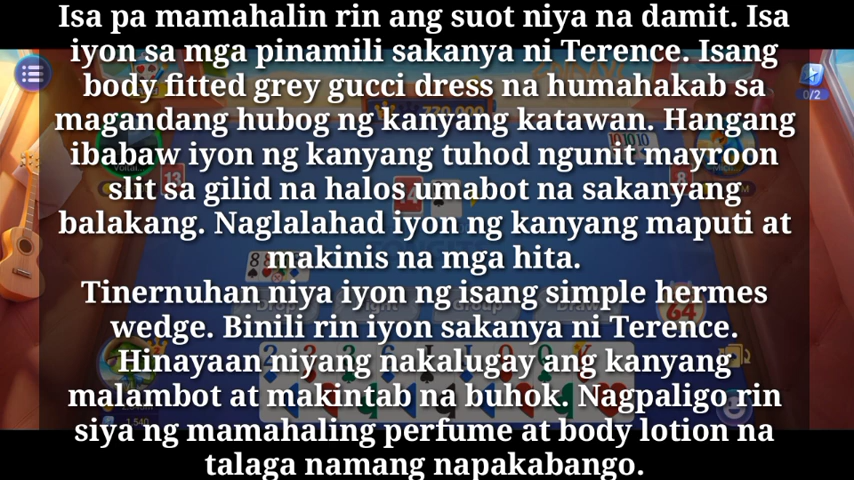 Isa pa mamahalin rin ang suot niya na damit. Isa
iyon sa mga pinamili sakanya ni Terence. Isang
body fitted grey gucci dress na humahakab sa
magandang hubog ng kanyang katawan. Hangang
ibabaw iyon ng kanyang tuhod ngunit mayroon
slit sa gilid na halos umabot na sakanyang
balakang. Naglalahad iyon ng kanyang maputi at
makinis na mga hita.
Tinernuhan niya iyon ng isang simple hermes
wedge. Binili rin iyon sakanya ni Terence.
Hinayaan niyang nakalugay ang kanyang
malambot at makintab na buhok. Nagpaligo rin
siya ng mamahaling perfume at body lotion na
talaga namang napakabango.
0/2
13
8
64